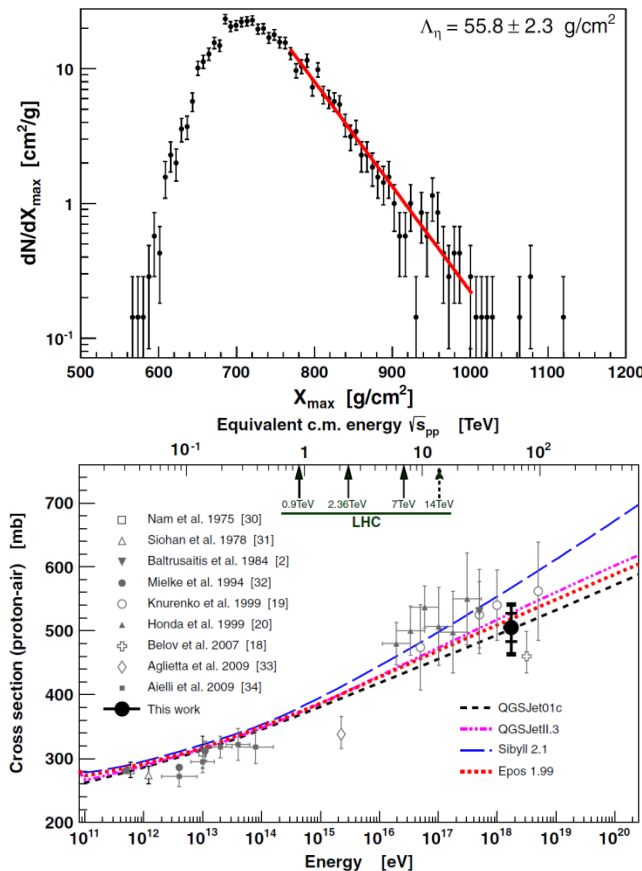 Λη = 55.8 ± 2.3 g/cm²
dN/dXmax [cm²/g]
10
1
10⁻¹
500 600 700 800 900 1000 1100 1200
Xmax [g/cm²]
Equivalent c.m. energy √spp [TeV]
10⁻¹ 1 10 10²
0.9TeV 2.36TeV 7TeV 14TeV
LHC
Cross section (proton-air) [mb]
700
600
500
400
300
200
Nam et al. 1975 [30]
Siohan et al. 1978 [31]
Baltrusaitis et al. 1984 [2]
Mielke et al. 1994 [32]
Knurenko et al. 1999 [19]
Honda et al. 1999 [20]
Belov et al. 2007 [18]
Aglietta et al. 2009 [33]
Aielli et al. 2009 [34]
This work
QGSJet01c
QGSJetII.3
Sibyll 2.1
Epos 1.99
10¹¹ 10¹² 10¹³ 10¹⁴ 10¹⁵ 10¹⁶ 10¹⁷ 10¹⁸ 10¹⁹ 10²⁰
Energy [eV]